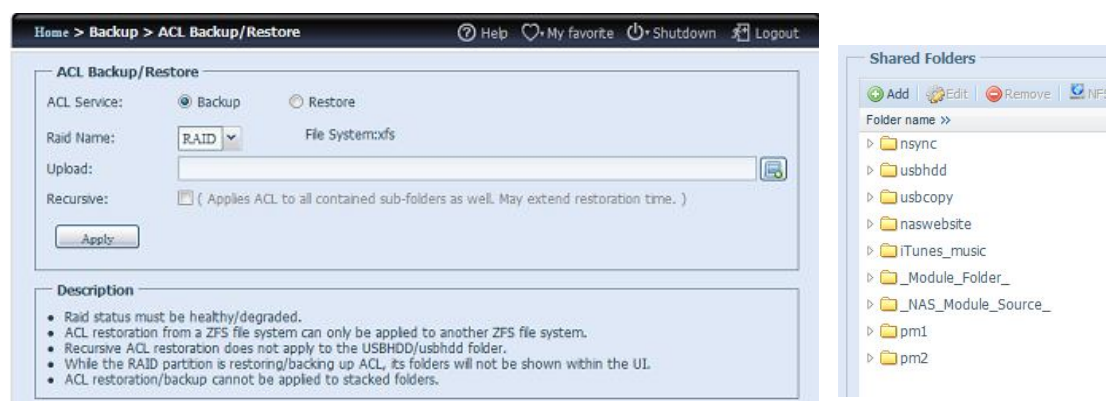 Home > Backup > ACL Backup/Restore
Help My favorite Shutdown Logout
ACL Backup/Restore
ACL Service: Backup Restore
Raid Name: RAID File System:xfs
Upload:
Recursive: ( Applies ACL to all contained sub-folders as well. May extend restoration time. )
Apply
Description
• Raid status must be healthy/degraded.
• ACL restoration from a ZFS file system can only be applied to another ZFS file system.
• Recursive ACL restoration does not apply to the USBHDD/usbhdd folder.
• While the RAID partition is restoring/backing up ACL, its folders will not be shown within the UI.
• ACL restoration/backup cannot be applied to stacked folders.
Shared Folders
Add Edit Remove NFS
Folder name »
nsync
usbhdd
usbcopy
naswebsite
iTunes_music
_Module_Folder_
_NAS_Module_Source_
pm1
pm2